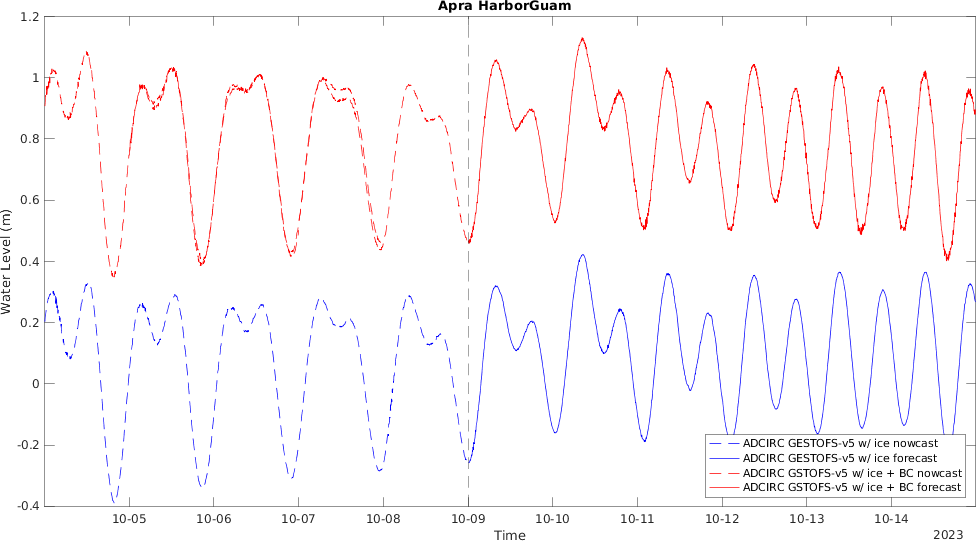 Apra HarborGuam
1.2
1
0.8
0.6
0.4
0.2
0
-0.2
-0.4
Water Level (m)
10-05
10-06
10-07
10-08
10-09
10-10
10-11
10-12
10-13
10-14
Time
2023
ADCIRC GESTOFS-v5 w/ ice nowcast
ADCIRC GESTOFS-v5 w/ ice forecast
ADCIRC GSTOFS-v5 w/ ice + BC nowcast
ADCIRC GSTOFS-v5 w/ ice + BC forecast